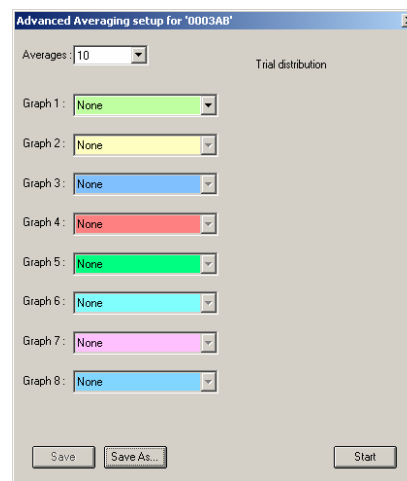 Advanced Averaging setup for '0003AB'
Averages : 10
Trial distribution
Graph 1 : None
Graph 2 : None
Graph 3 : None
Graph 4 : None
Graph 5 : None
Graph 6 : None
Graph 7 : None
Graph 8 : None
Save Save As... Start